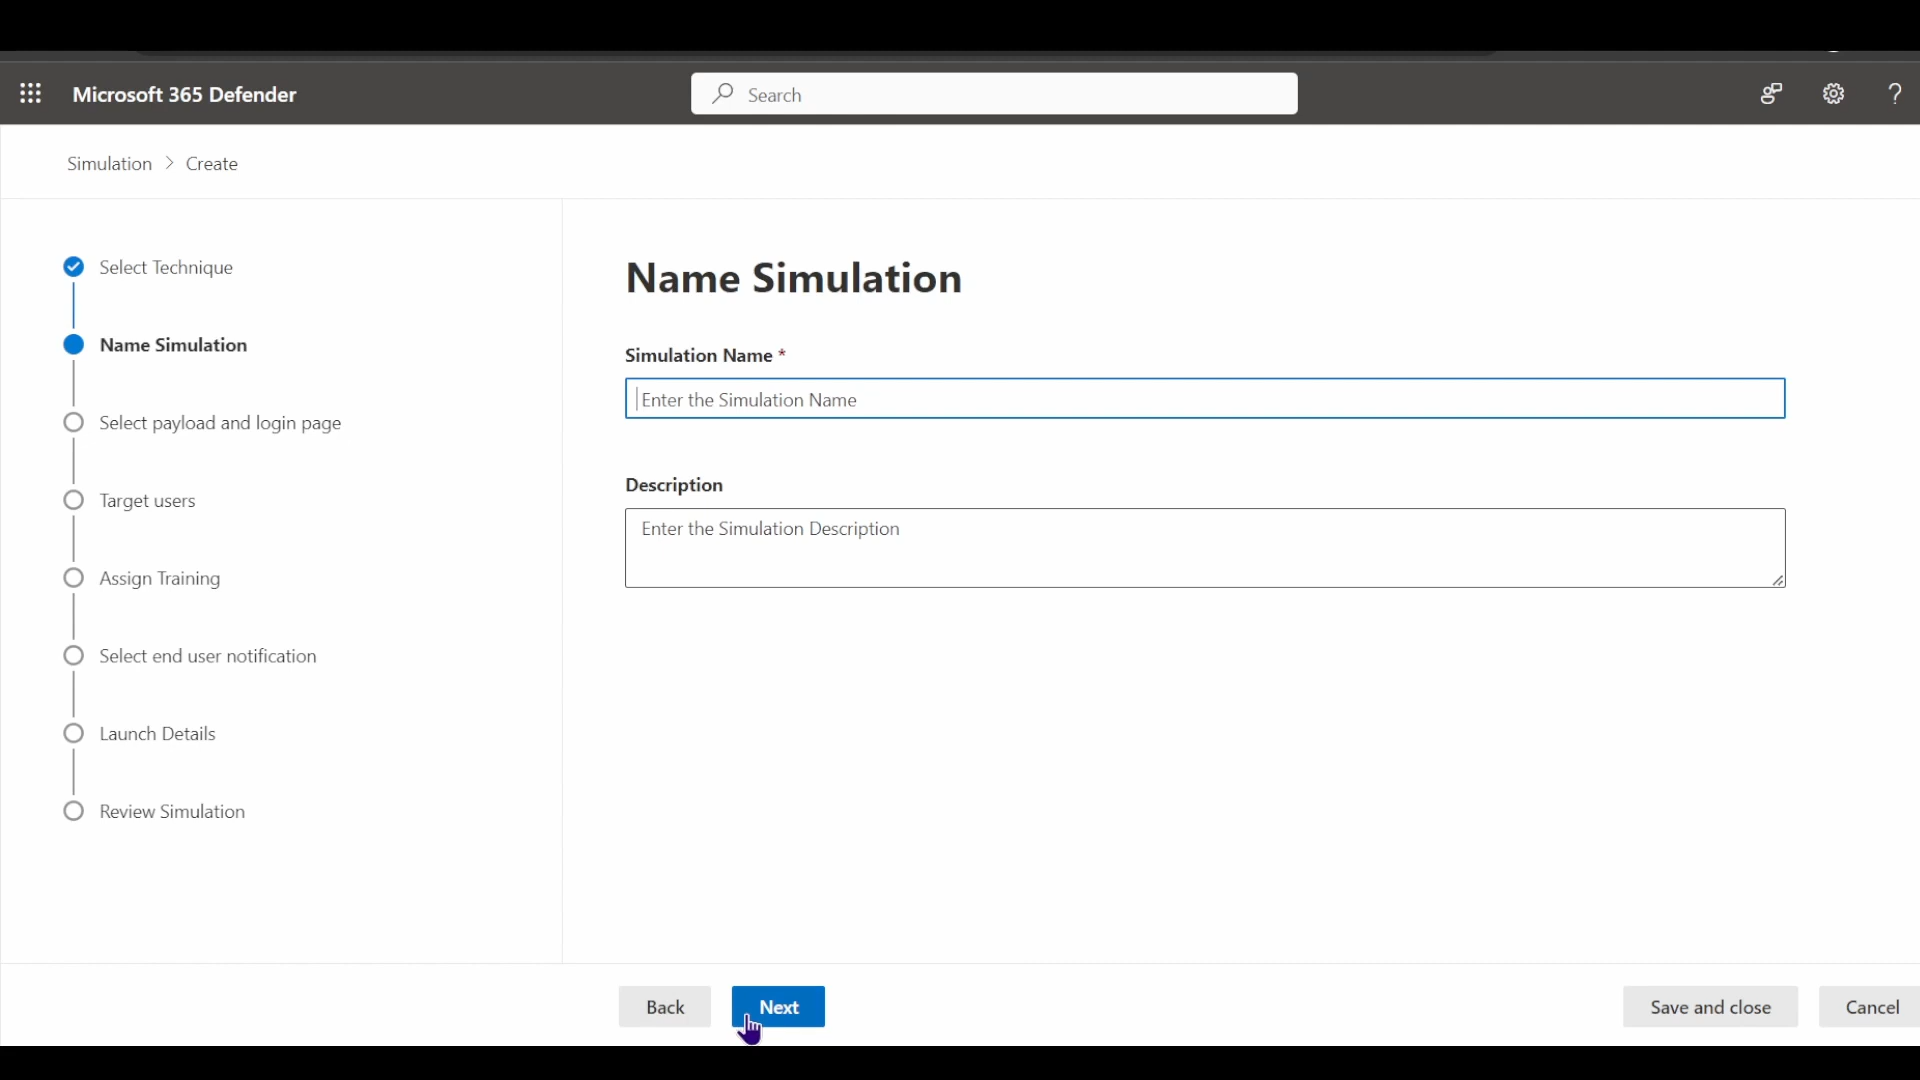 Microsoft 365 Defender
Search
?
Simulation > Create
Select Technique
Name Simulation
Select payload and login page
Target users
Assign Training
Select end user notification
Launch Details
Review Simulation
Name Simulation
Simulation Name *
Enter the Simulation Name
Description
Enter the Simulation Description
Back
Next
Save and close
Cancel